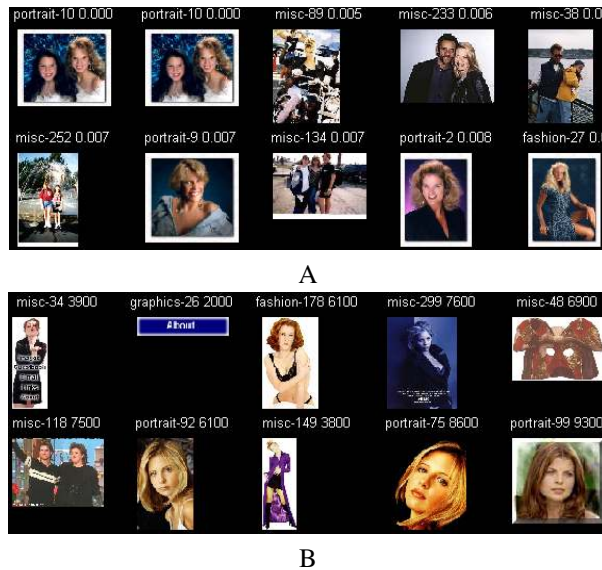 portrait-10 0.000 portrait-10 0.000 misc-89 0.005 misc-233 0.006 misc-38 0.0
misc-252 0.007 portrait-9 0.007 misc-134 0.007 portrait-2 0.008 fashion-27 0.
A
misc-34 3900 graphics-26 2000 fashion-178 6100 misc-299 7600 misc-48 6900
About
misc-118 7500 portrait-92 6100 misc-149 3800 portrait-75 8600 portrait-99 9300
B